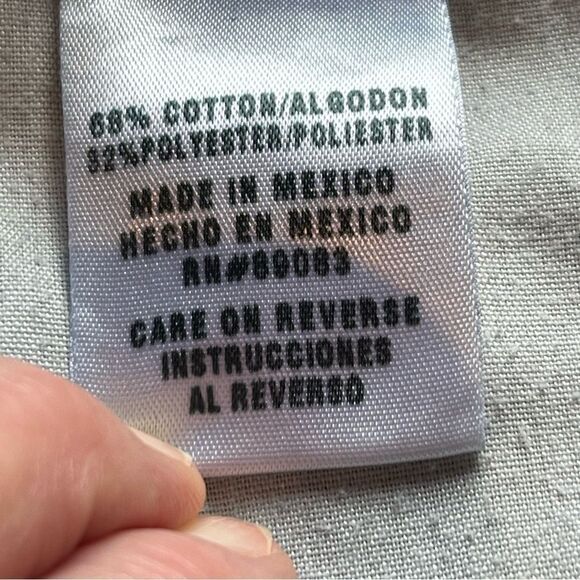 68% COTTON/ALGODON
32%POLYESTER/POLIESTER
MADE IN MEXICO
HECHO EN MEXICO
RN#89083
CARE ON REVERSE
INSTRUCCIONES
AL REVERSO